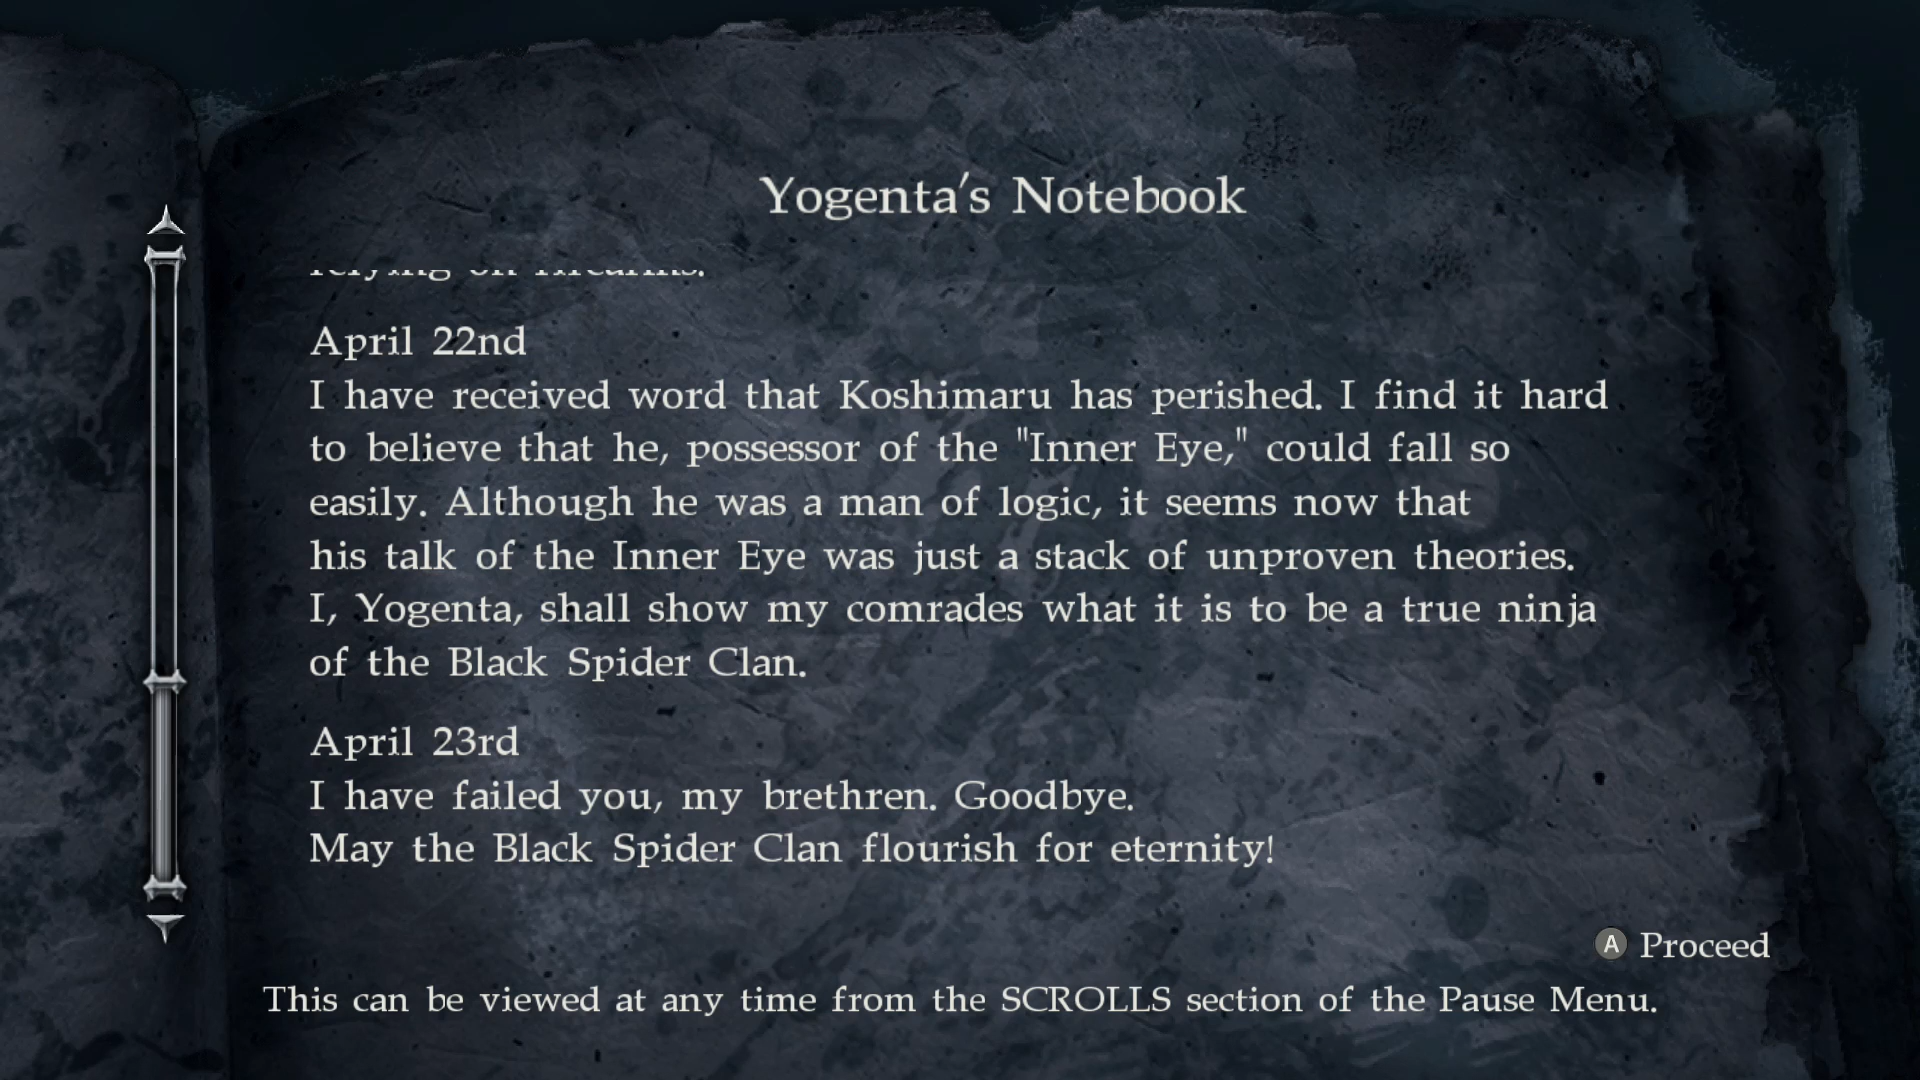 Yogenta's Notebook
relying on firearms.
April 22nd
I have received word that Koshimaru has perished. I find it hard
to believe that he, possessor of the "Inner Eye," could fall so
easily. Although he was a man of logic, it seems now that
his talk of the Inner Eye was just a stack of unproven theories.
I, Yogenta, shall show my comrades what it is to be a true ninja
of the Black Spider Clan.
April 23rd
I have failed you, my brethren. Goodbye.
May the Black Spider Clan flourish for eternity!
A Proceed
This can be viewed at any time from the SCROLLS section of the Pause Menu.